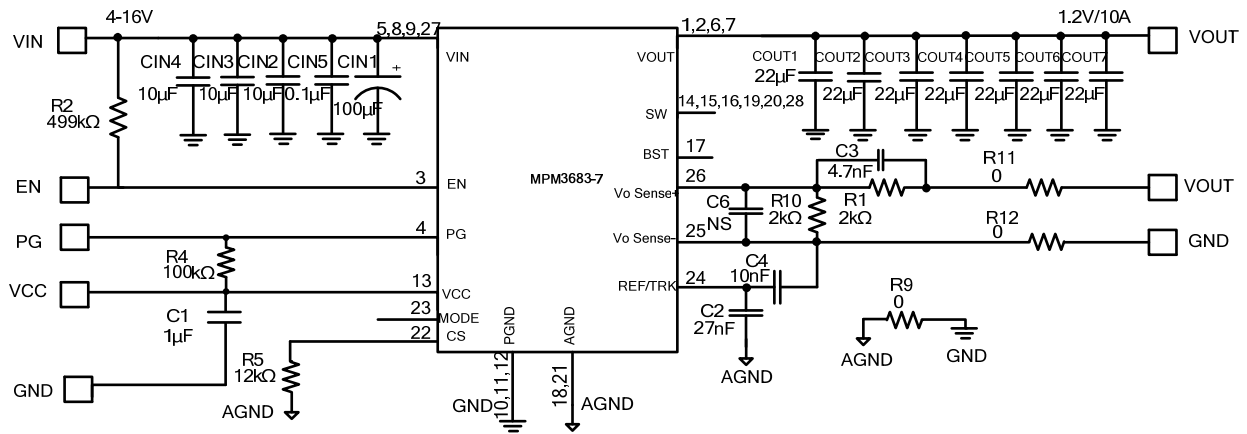 4-16V
VIN
5,8,9,27
1,2,6,7
1.2V/10A
VOUT
CIN4 CIN3 CIN2 CIN5 CIN1 +
10µF 10µF 10µF 0.1µF 100µF
VIN
VOUT
COUT1 COUT2 COUT3 COUT4 COUT5 COUT6 COUT7
22µF 22µF 22µF 22µF 22µF 22µF 22µF
R2
499kΩ
SW
14,15,16,19,20,28
BST
17
MPM3683-7
EN
3
EN
Vo Sense+
26
C3
4.7nF
R11
0
VOUT
C6
NS
R10
2kΩ
R1
2kΩ
PG
4
PG
Vo Sense-
25
R12
0
GND
R4
100kΩ
VCC
13
VCC
REF/TRK
24
C4
10nF
C2
27nF
AGND
R9
0
AGND
GND
C1
1µF
23
MODE
22
CS
PGND
AGND
R5
12kΩ
AGND
GND
GND
10,11,12
18,21
AGND